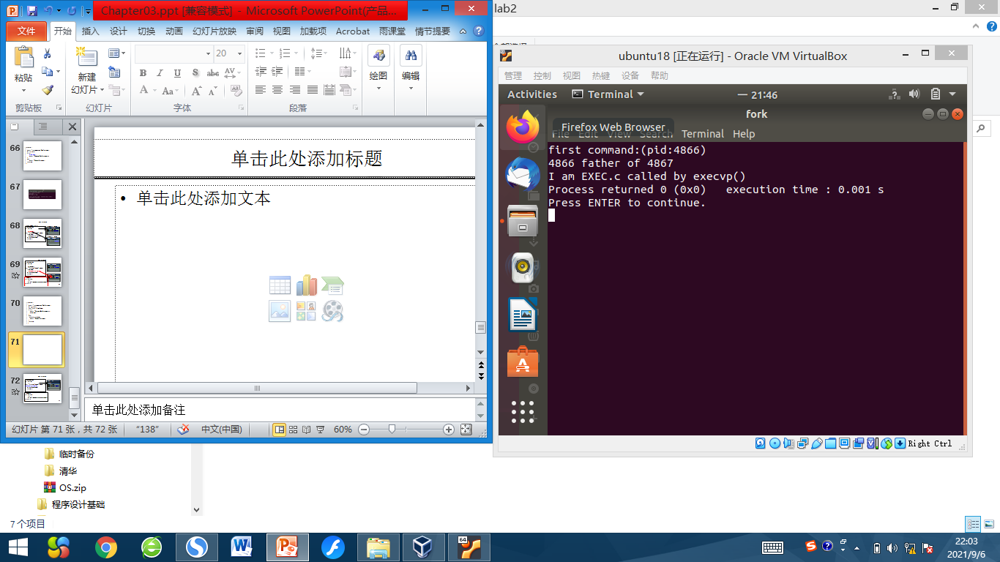 Chapter03.ppt [兼容模式] - Microsoft PowerPoint(产品...
文件 开始 插入 设计 切换 动画 幻灯片放映 审阅 视图 加载项 Acrobat 雨课堂 情节提要
粘贴
新建
幻灯片
20
B I U S abc AV
A Aa A A
绘图
编辑
剪贴板 幻灯片 字体 段落
66
67
68
69
70
71
72
单击此处添加标题
• 单击此处添加文本
单击此处添加备注
幻灯片 第 71 张，共 72 张 “138” 中文(中国) 60%
临时备份
清华
OS.zip
程序设计基础
7 个项目
lab2
ubuntu18 [正在运行] - Oracle VM VirtualBox
管理 控制 视图 热键 设备 帮助
Activities Terminal — 21:46
fork
Firefox Web Browser
File Edit View Search Terminal Help
first command:(pid:4866)
4866 father of 4867
I am EXEC.c called by execvp()
Process returned 0 (0x0) execution time : 0.001 s
Press ENTER to continue.
Right Ctrl
64
22:03
2021/9/6